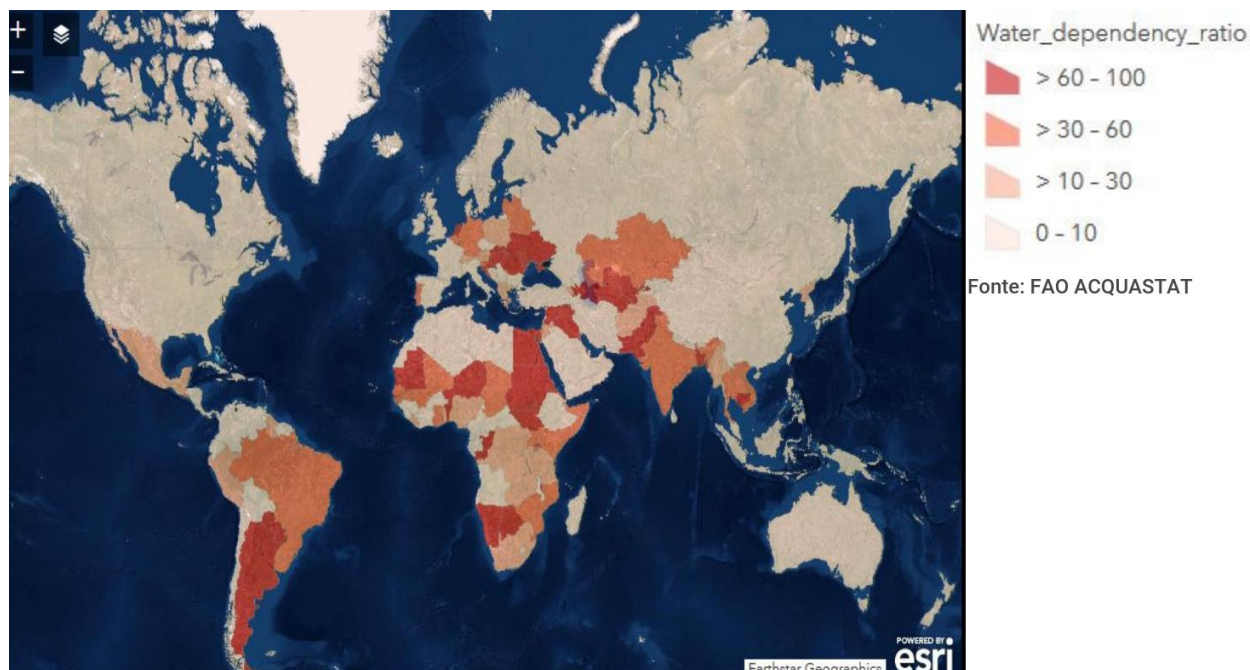 +
−
Water_dependency_ratio
> 60 - 100
> 30 - 60
> 10 - 30
0 - 10
Fonte: FAO ACQUASTAT
POWERED BY
esri
Earthstar Geographics